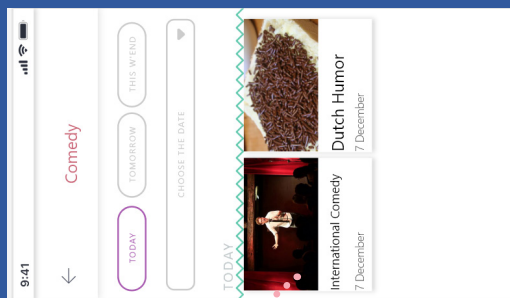 9:41
Comedy
TODAY
TOMORROW
THIS W'END
CHOOSE THE DATE
TODAY
International Comedy
7 December
Dutch Humor
7 December